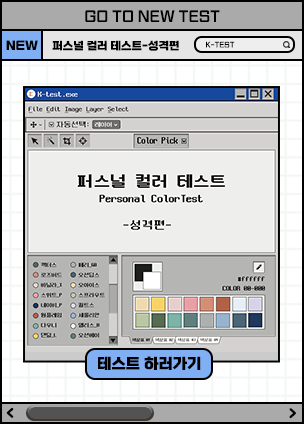 GO TO NEW TEST
NEW
퍼스널 컬러 테스트-성격편
K-TEST
K-test.exe
File Edit Image Layer Select
자동선택: 레이어
Color Pick
퍼스널 컬러 테스트
Personal ColorTest
-성격편-
#FFFFFF
COLOR 00-000
테스트 하러가기